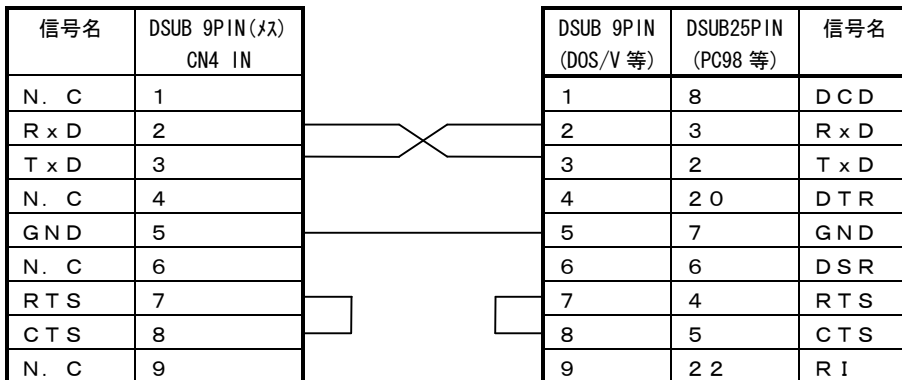 信号名 DSUB 9PIN(ﾒｽ) CN4 IN DSUB 9PIN (DOS/V 等) DSUB25PIN (PC98 等) 信号名
N. C 1 1 8 DCD
RxD 2 2 3 RxD
TxD 3 3 2 TxD
N. C 4 4 20 DTR
GND 5 5 7 GND
N. C 6 6 6 DSR
RTS 7 7 4 RTS
CTS 8 8 5 CTS
N. C 9 9 22 RI